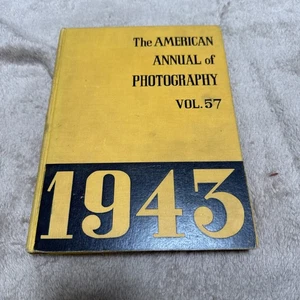 The AMERICAN
ANNUAL of
PHOTOGRAPHY
VOL. 57
1943